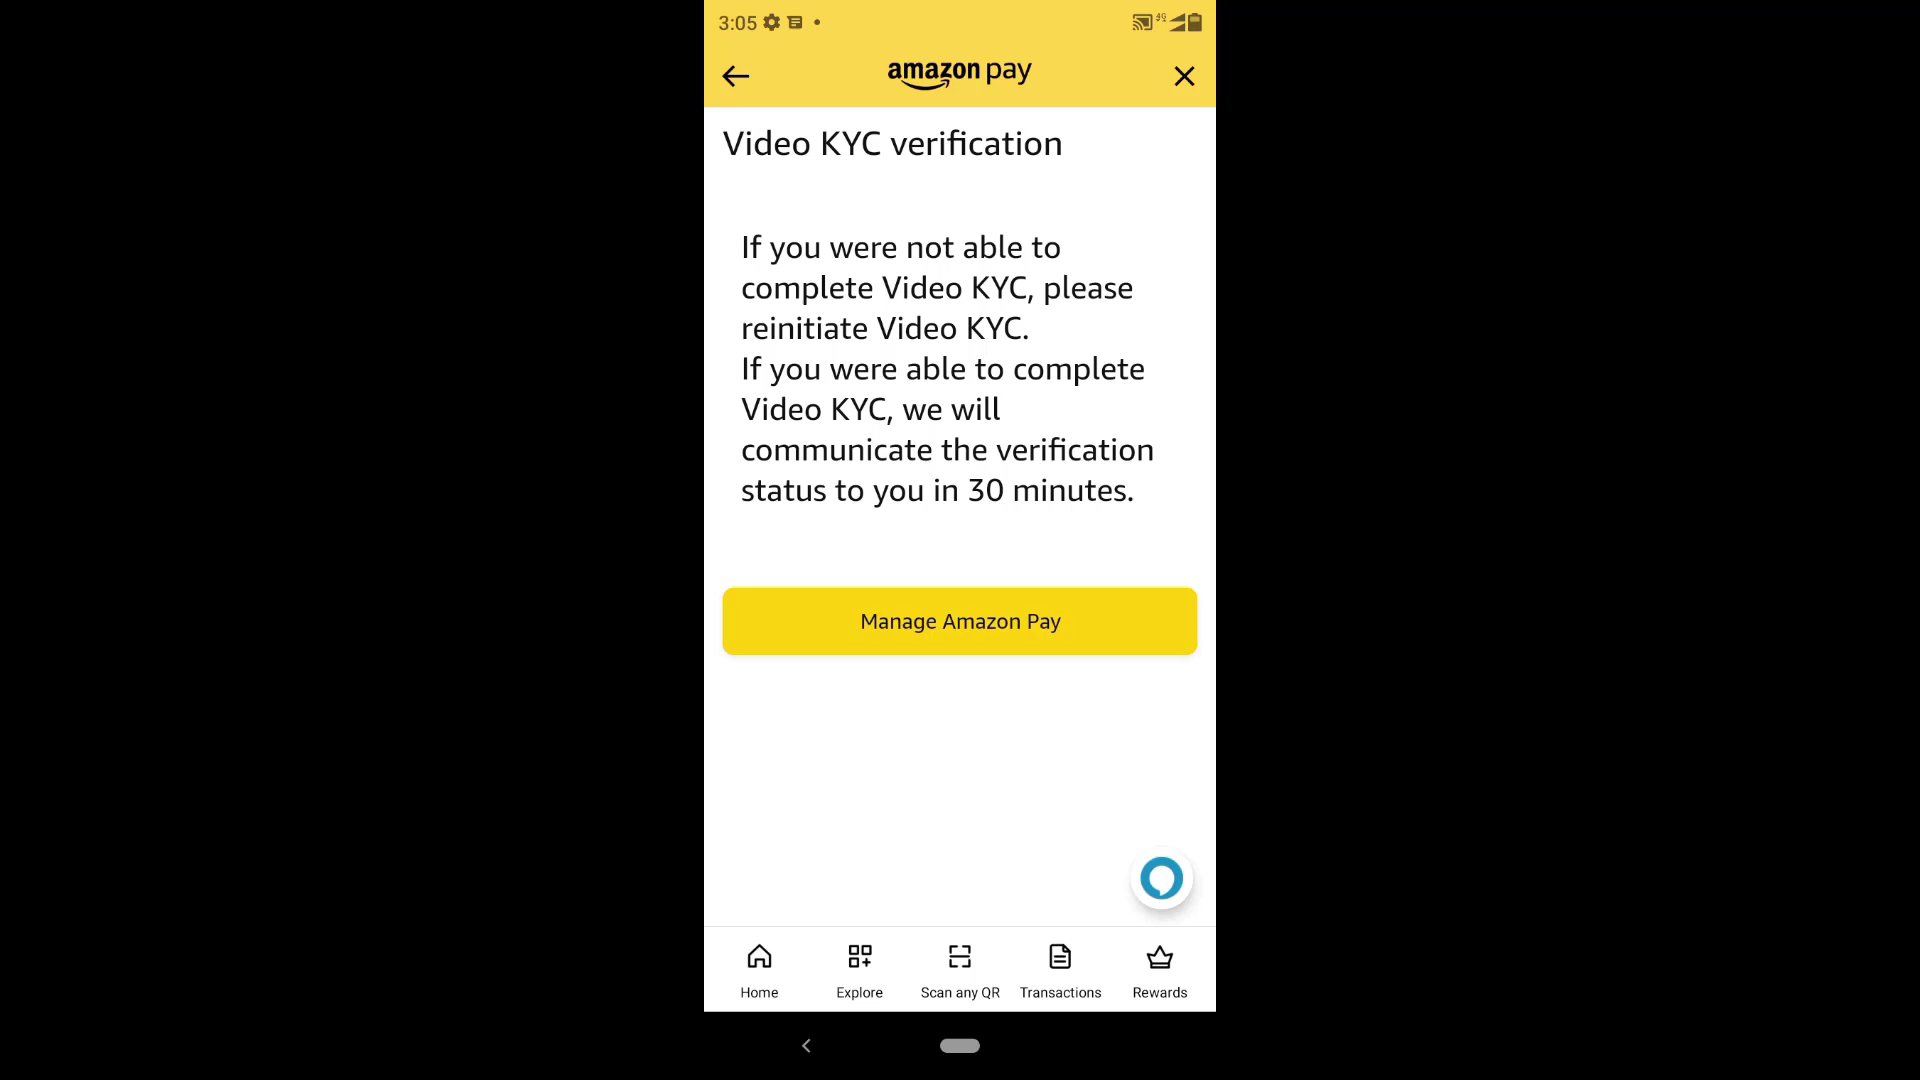 3:05
4G
amazon pay
Video KYC verification
If you were not able to
complete Video KYC, please
reinitiate Video KYC.
If you were able to complete
Video KYC, we will
communicate the verification
status to you in 30 minutes.
Manage Amazon Pay
Home Explore Scan any QR Transactions Rewards